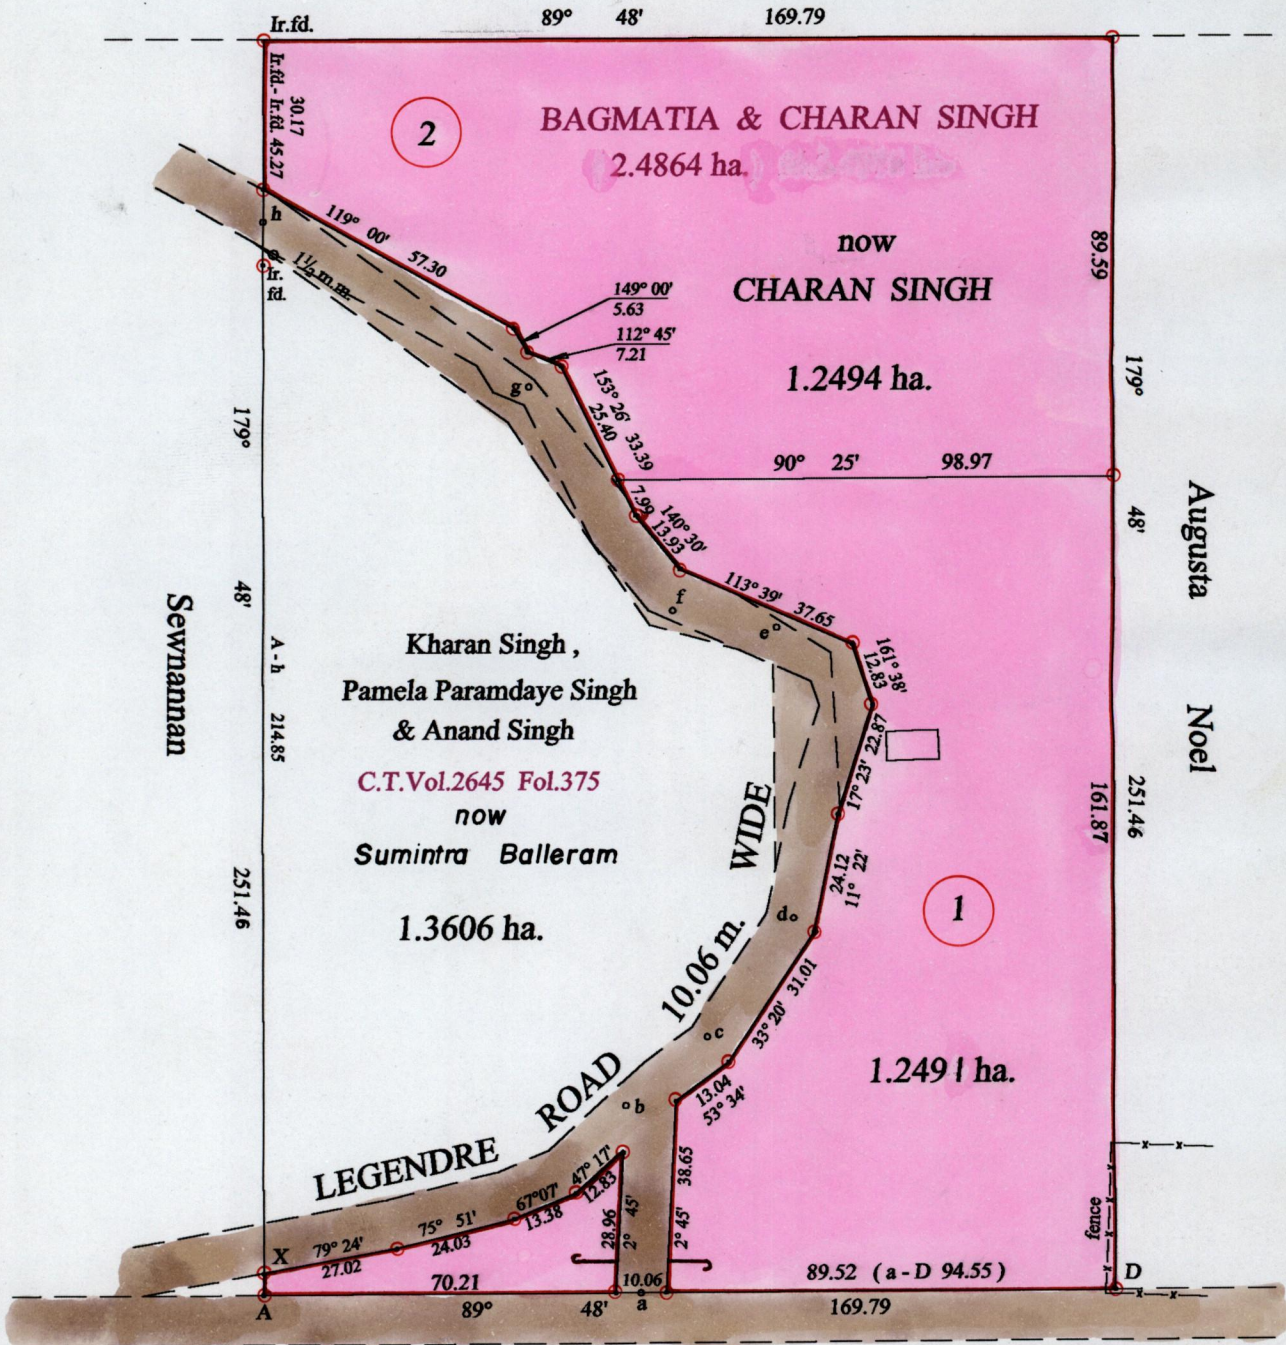 89° 48' 169.79
Ir.fd.
30.17
Ir.fd.- Ir.fd. 45.27
2
BAGMATIA & CHARAN SINGH
2.4864 ha.
now
CHARAN SINGH
1.2494 ha.
89.59
h
119° 00' 57.30
Ir.
fd.
1½ m.m.
149° 00'
5.63
112° 45'
7.21
g
153° 26' 33.39
25.40
90° 25' 98.97
7.99
140° 30'
13.93
179° 48' 251.46
A - h 214.85
Sewnannan
179° 48' 251.46
161.87
Augusta Noel
f
113° 39' 37.65
e
161° 38'
12.83
17° 23' 22.87
Kharan Singh ,
Pamela Paramdaye Singh
& Anand Singh
C.T.Vol.2645 Fol.375
now
Sumintra Balleram
1.3606 ha.
24.12
11° 22'
d
1
33° 20' 31.01
c
1.2491 ha.
13.04
53° 34'
b
LEGENDRE ROAD 10.06 m. WIDE
47° 17'
12.83
67°07'
13.38
75° 51'
24.03
79° 24'
27.02
X
28.96
2° 45'
38.65
2° 45'
fence
x x
x x
70.21
10.06
89.52 ( a - D 94.55 )
D
A
89° 48'
a
169.79